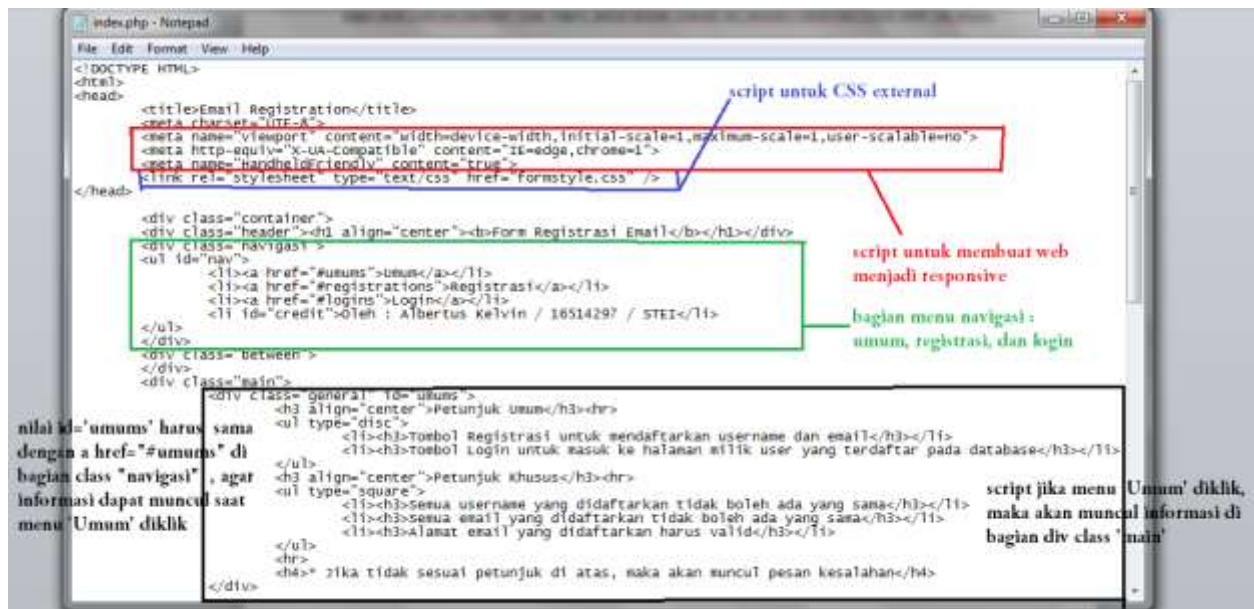 index.php - Notepad
File Edit Format View Help
<!DOCTYPE HTML>
<html>
<head>
<title>Email Registration</title>
<meta charset="UTF-8">
<meta name="viewport" content="width=device-width,initial-scale=1,maximum-scale=1,user-scalable=no">
<meta http-equiv="X-UA-Compatible" content="IE=edge,chrome=1">
<meta name="HandheldFriendly" content="true">
<link rel="stylesheet" type="text/css" href="formstyle.css" />
</head>
<div class="container">
<div class="header"><h1 align="center"><b>Form Registrasi Email</b></h1></div>
<div class="navigasi">
<ul id="nav">
<li><a href="#umums">Umum</a></li>
<li><a href="#registrations">Registrasi</a></li>
<li><a href="#logins">Login</a></li>
<li id="credit">Oleh : Albertus Kelvin / 16514297 / STEI</li>
</ul>
</div>
<div class="between">
</div>
<div class="main">
<div class="general" id="umums">
<h3 align="center">Petunjuk Umum</h3><hr>
<ul type="disc">
<li><h3>Tombol Registrasi untuk mendaftarkan username dan email</h3></li>
<li><h3>Tombol Login untuk masuk ke halaman milik user yang terdaftar pada database</h3></li>
</ul>
<h3 align="center">Petunjuk Khusus</h3><hr>
<ul type="square">
<li><h3>Semua username yang didaftarkan tidak boleh ada yang sama</h3></li>
<li><h3>Semua email yang didaftarkan tidak boleh ada yang sama</h3></li>
<li><h3>Alamat email yang didaftarkan harus valid</h3></li>
</ul>
<hr>
<h4>* Jika tidak sesuai petunjuk di atas, maka akan muncul pesan kesalahan</h4>
</div>
script untuk CSS external
script untuk membuat web
menjadi responsive
bagian menu navigasi :
umum, registrasi, dan login
nilai id='umums' harus sama
dengan a href="#umums" di
bagian class "navigasi" , agar
informasi dapat muncul saat
menu 'Umum' diklik
script jika menu 'Umum' diklik,
maka akan muncul informasi di
bagian div class 'main'